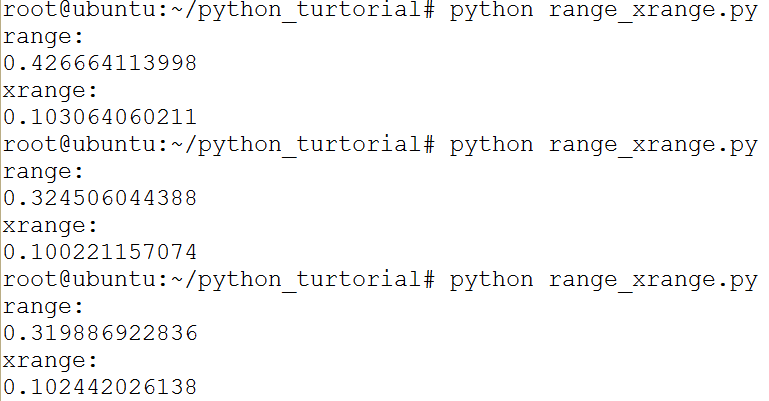 root@ubuntu:~/python_turtorial# python range_xrange.py
range:
0.426664113998
xrange:
0.103064060211
root@ubuntu:~/python_turtorial# python range_xrange.py
range:
0.324506044388
xrange:
0.100221157074
root@ubuntu:~/python_turtorial# python range_xrange.py
range:
0.319886922836
xrange:
0.102442026138